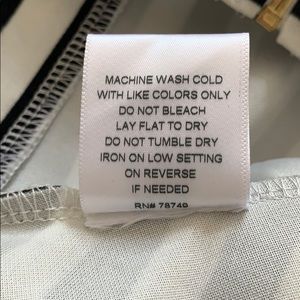 MACHINE WASH COLD
WITH LIKE COLORS ONLY
DO NOT BLEACH
LAY FLAT TO DRY
DO NOT TUMBLE DRY
IRON ON LOW SETTING
ON REVERSE
IF NEEDED
RN# 78749